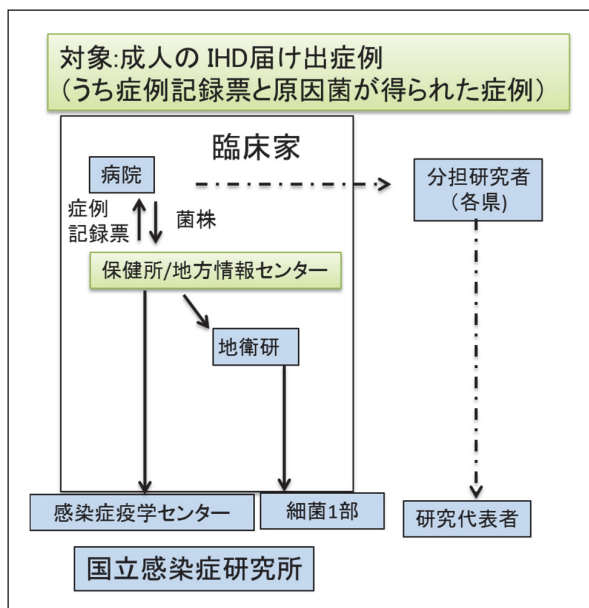 対象:成人の IHD届け出症例
（うち症例記録票と原因菌が得られた症例）
臨床家
病院
分担研究者
（各県)
症例
記録票
菌株
保健所/地方情報センター
地衛研
感染症疫学センター
細菌1部
研究代表者
国立感染症研究所